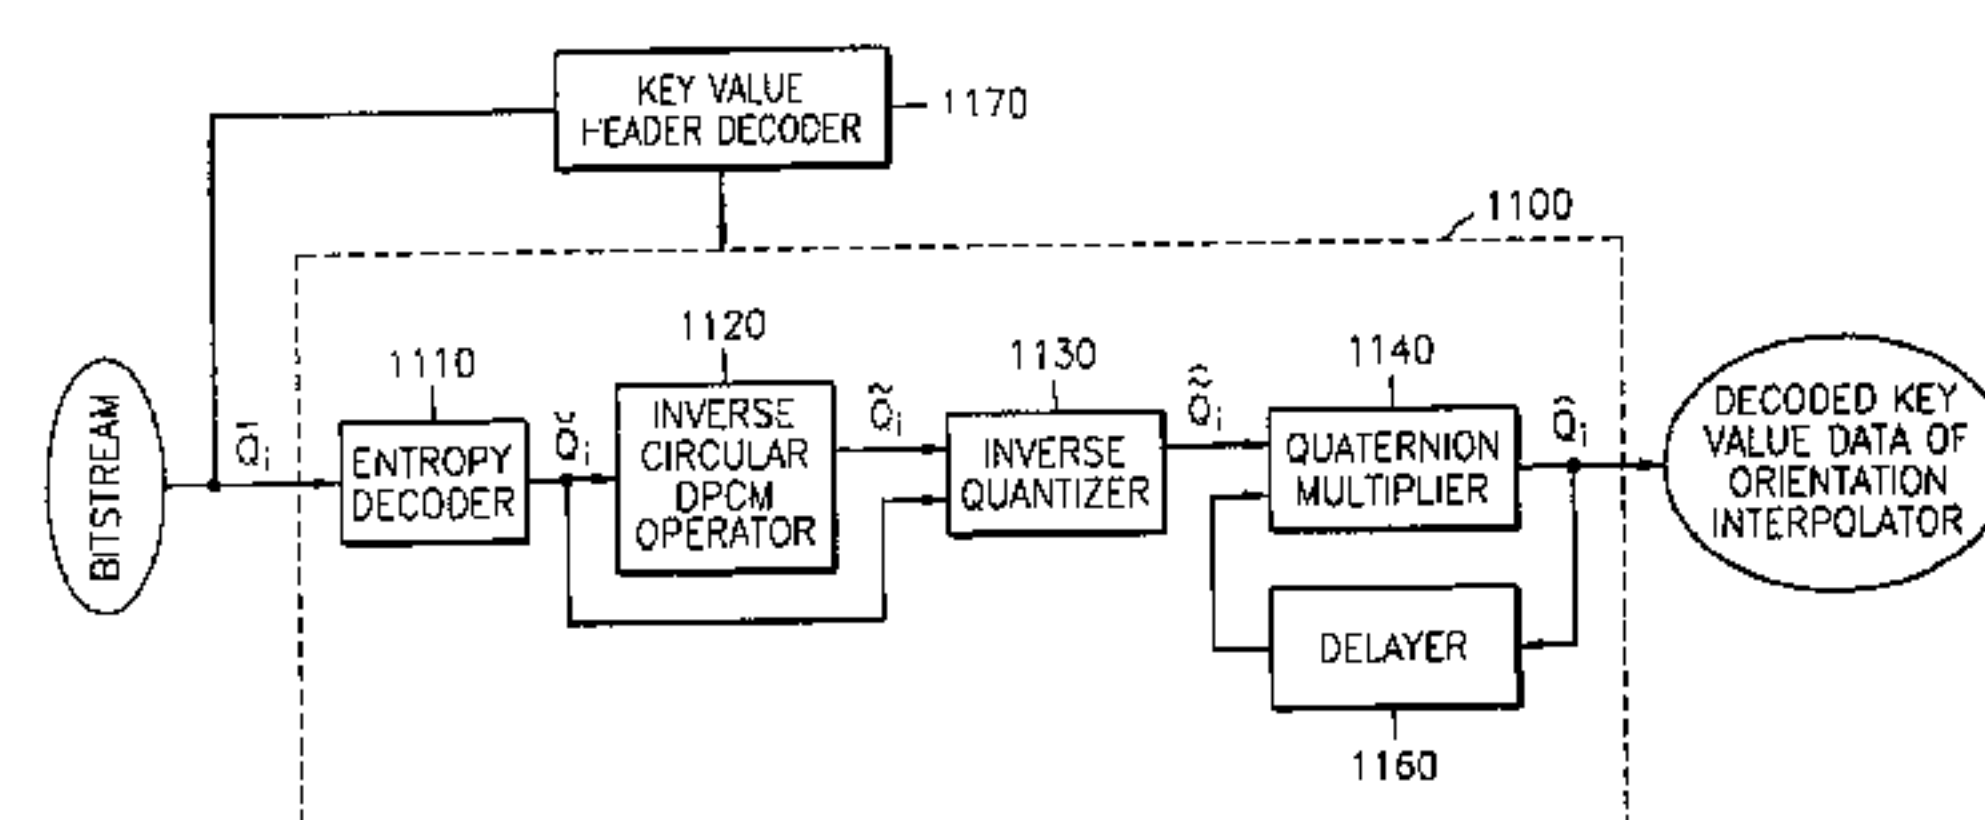 KEY VALUE
HEADER DECODER
1170
1100
BITSTREAM
Q̄i
1110
ENTROPY
DECODER
Q̆i
1120
INVERSE
CIRCULAR
DPCM
OPERATOR
Q̃i
1130
INVERSE
QUANTIZER
Q̃̂i
1140
QUATERNION
MULTIPLIER
Q̂i
DELAYER
1160
DECODED KEY
VALUE DATA OF
ORIENTATION
INTERPOLATOR